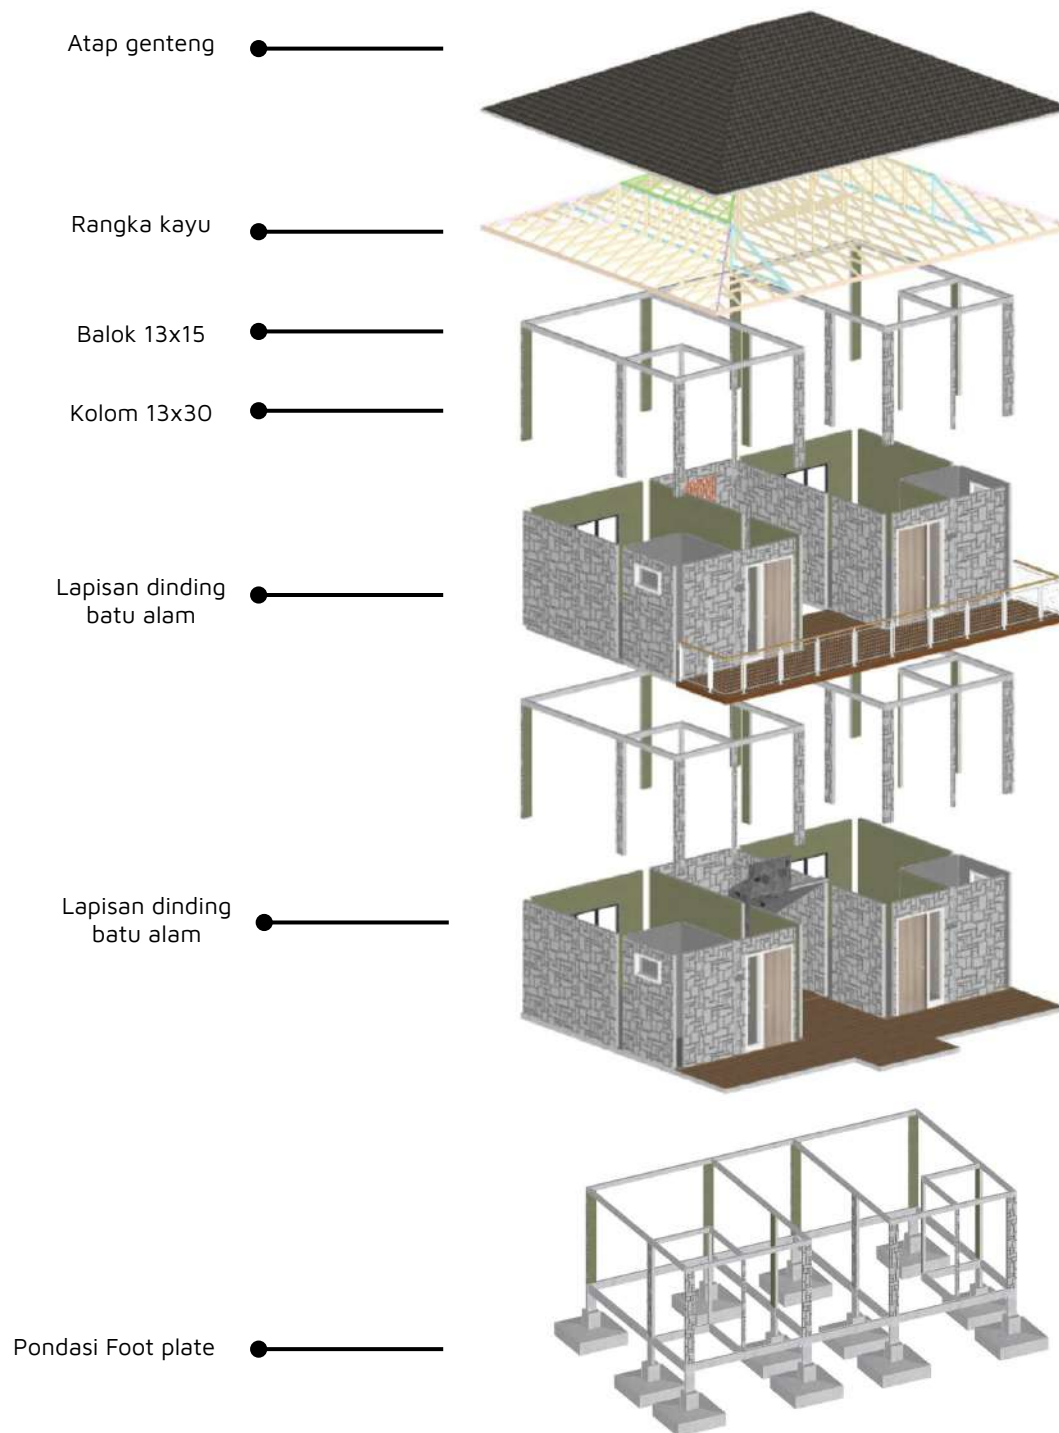 Atap genteng
Rangka kayu
Balok 13x15
Kolom 13x30
Lapisan dinding
batu alam
Lapisan dinding
batu alam
Pondasi Foot plate